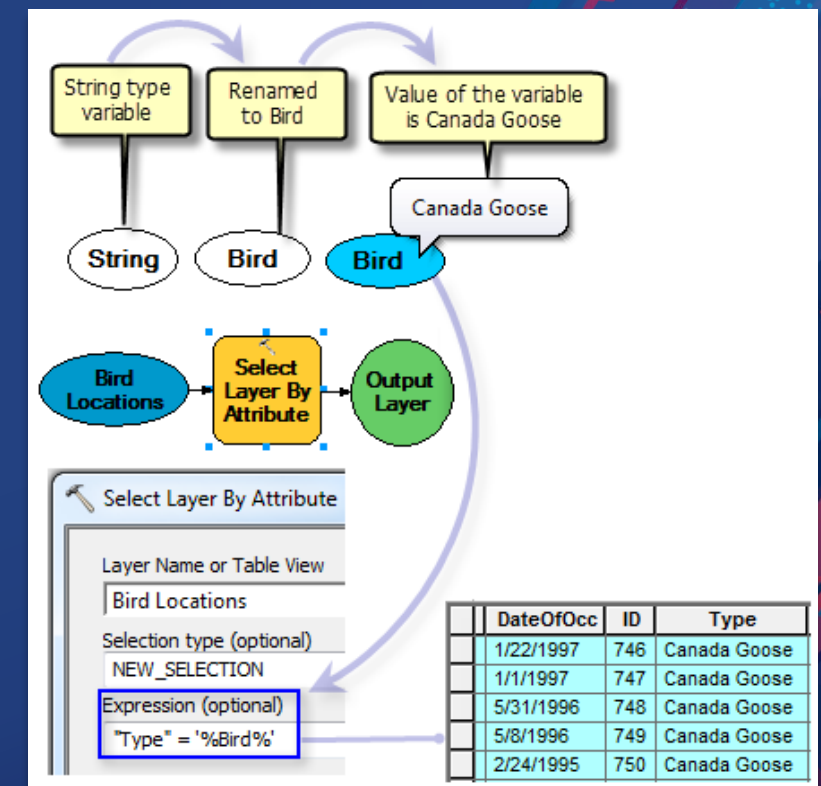 String type
variable
Renamed
to Bird
Value of the variable
is Canada Goose
Canada Goose
String
Bird
Bird
Bird
Locations
Select
Layer By
Attribute
Output
Layer
Select Layer By Attribute
Layer Name or Table View
Bird Locations
Selection type (optional)
NEW_SELECTION
Expression (optional)
"Type" = '%Bird%'
DateOfOcc ID Type
1/22/1997 746 Canada Goose
1/1/1997 747 Canada Goose
5/31/1996 748 Canada Goose
5/8/1996 749 Canada Goose
2/24/1995 750 Canada Goose